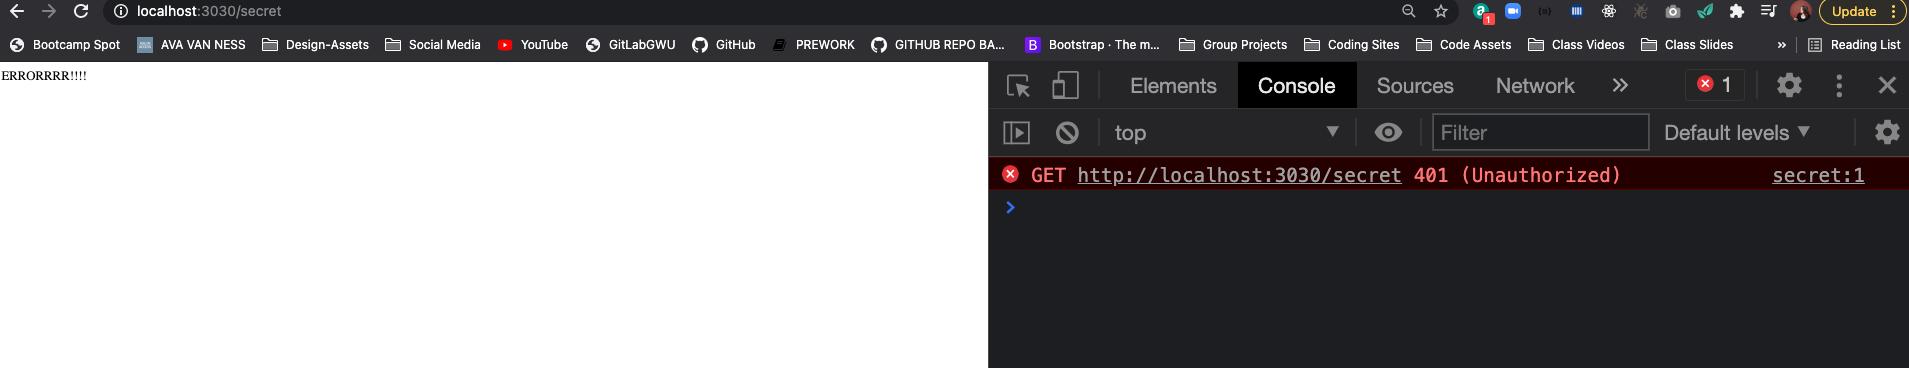 localhost:3030/secret
1
Update
Bootcamp Spot AVA VAN NESS Design-Assets Social Media YouTube GitLabGWU GitHub PREWORK GITHUB REPO BA... B Bootstrap · The m... Group Projects Coding Sites Code Assets Class Videos Class Slides » Reading List
ERRORRRR!!!!
Elements Console Sources Network » 1
top Filter Default levels
GET http://localhost:3030/secret 401 (Unauthorized) secret:1